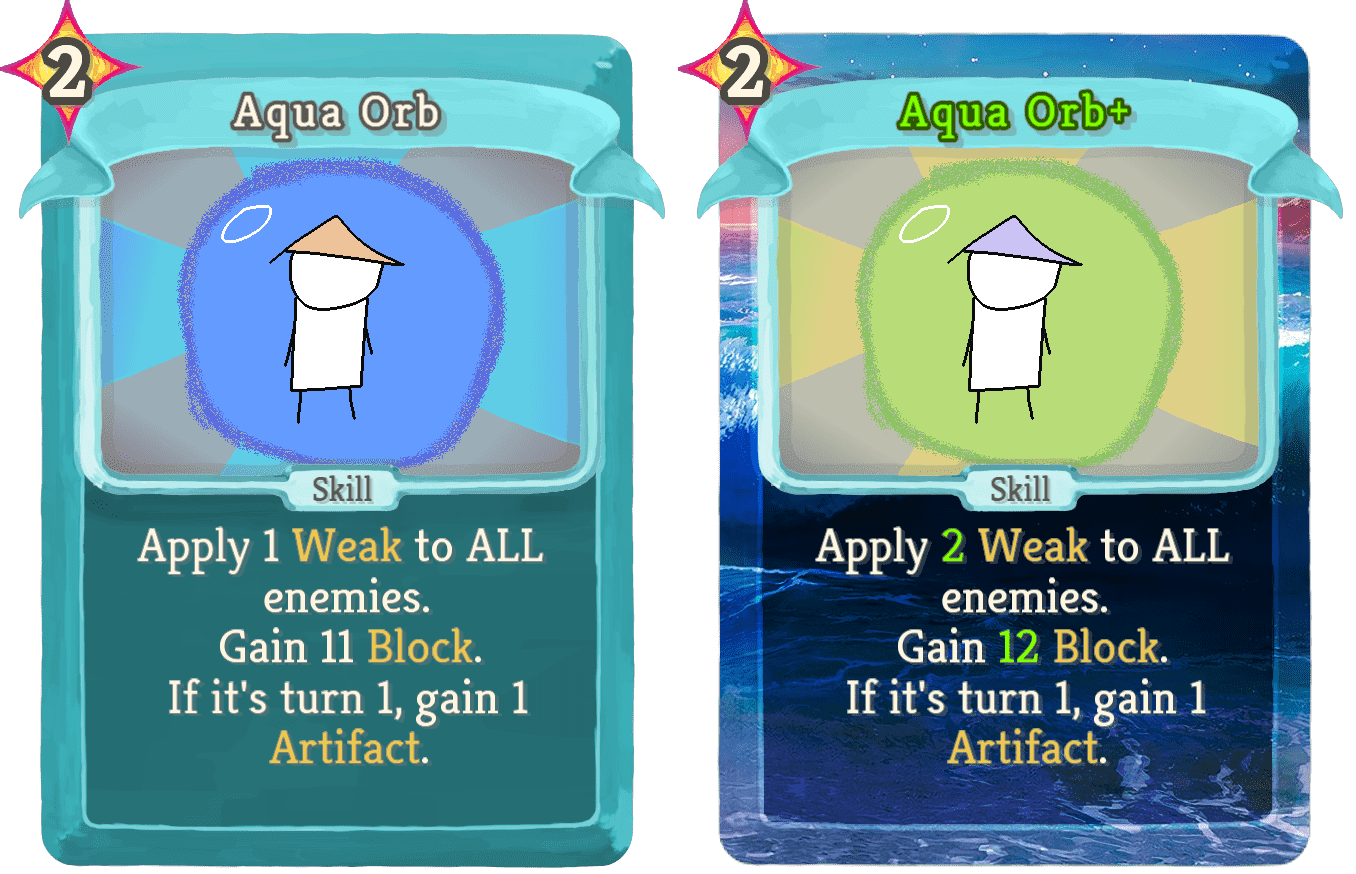 2
Aqua Orb
Skill
Apply 1 Weak to ALL
enemies.
Gain 11 Block.
If it's turn 1, gain 1
Artifact.
2
Aqua Orb+
Skill
Apply 2 Weak to ALL
enemies.
Gain 12 Block.
If it's turn 1, gain 1
Artifact.